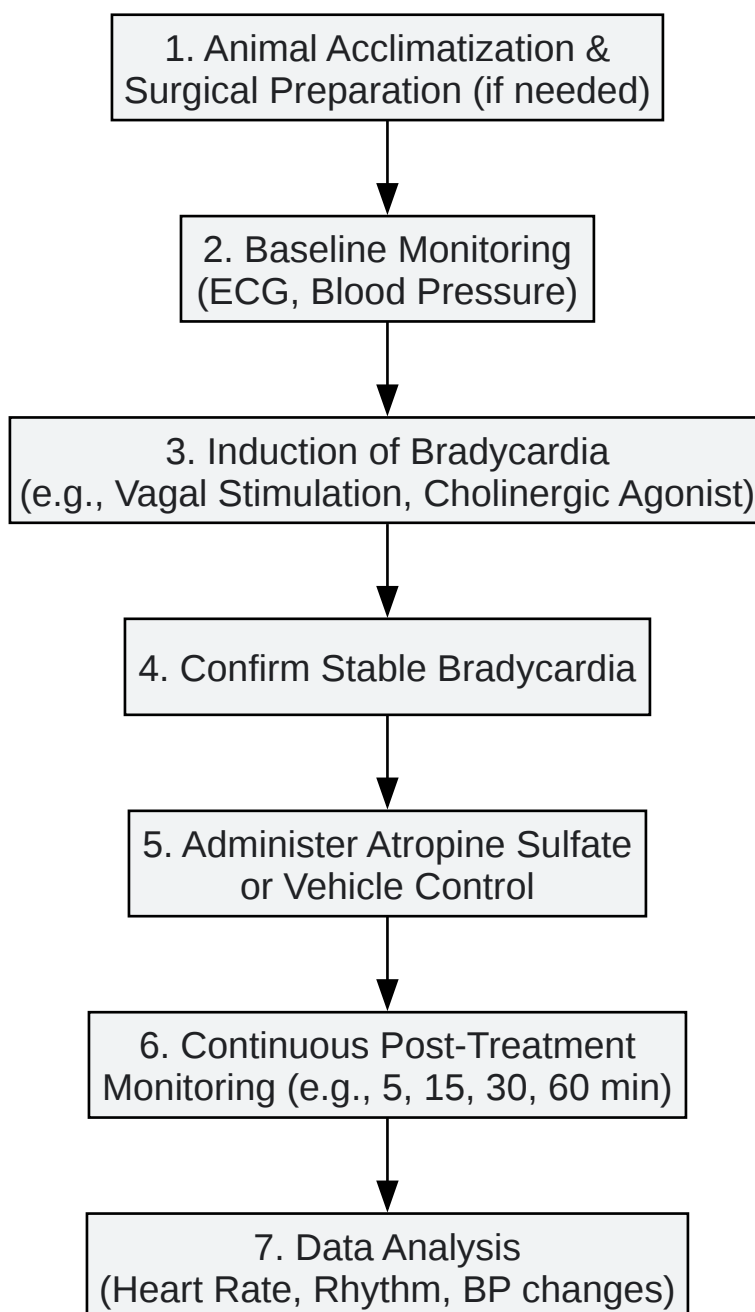 1. Animal Acclimatization &
Surgical Preparation (if needed)
2. Baseline Monitoring
(ECG, Blood Pressure)
3. Induction of Bradycardia
(e.g., Vagal Stimulation, Cholinergic Agonist)
4. Confirm Stable Bradycardia
5. Administer Atropine Sulfate
or Vehicle Control
6. Continuous Post-Treatment
Monitoring (e.g., 5, 15, 30, 60 min)
7. Data Analysis
(Heart Rate, Rhythm, BP changes)